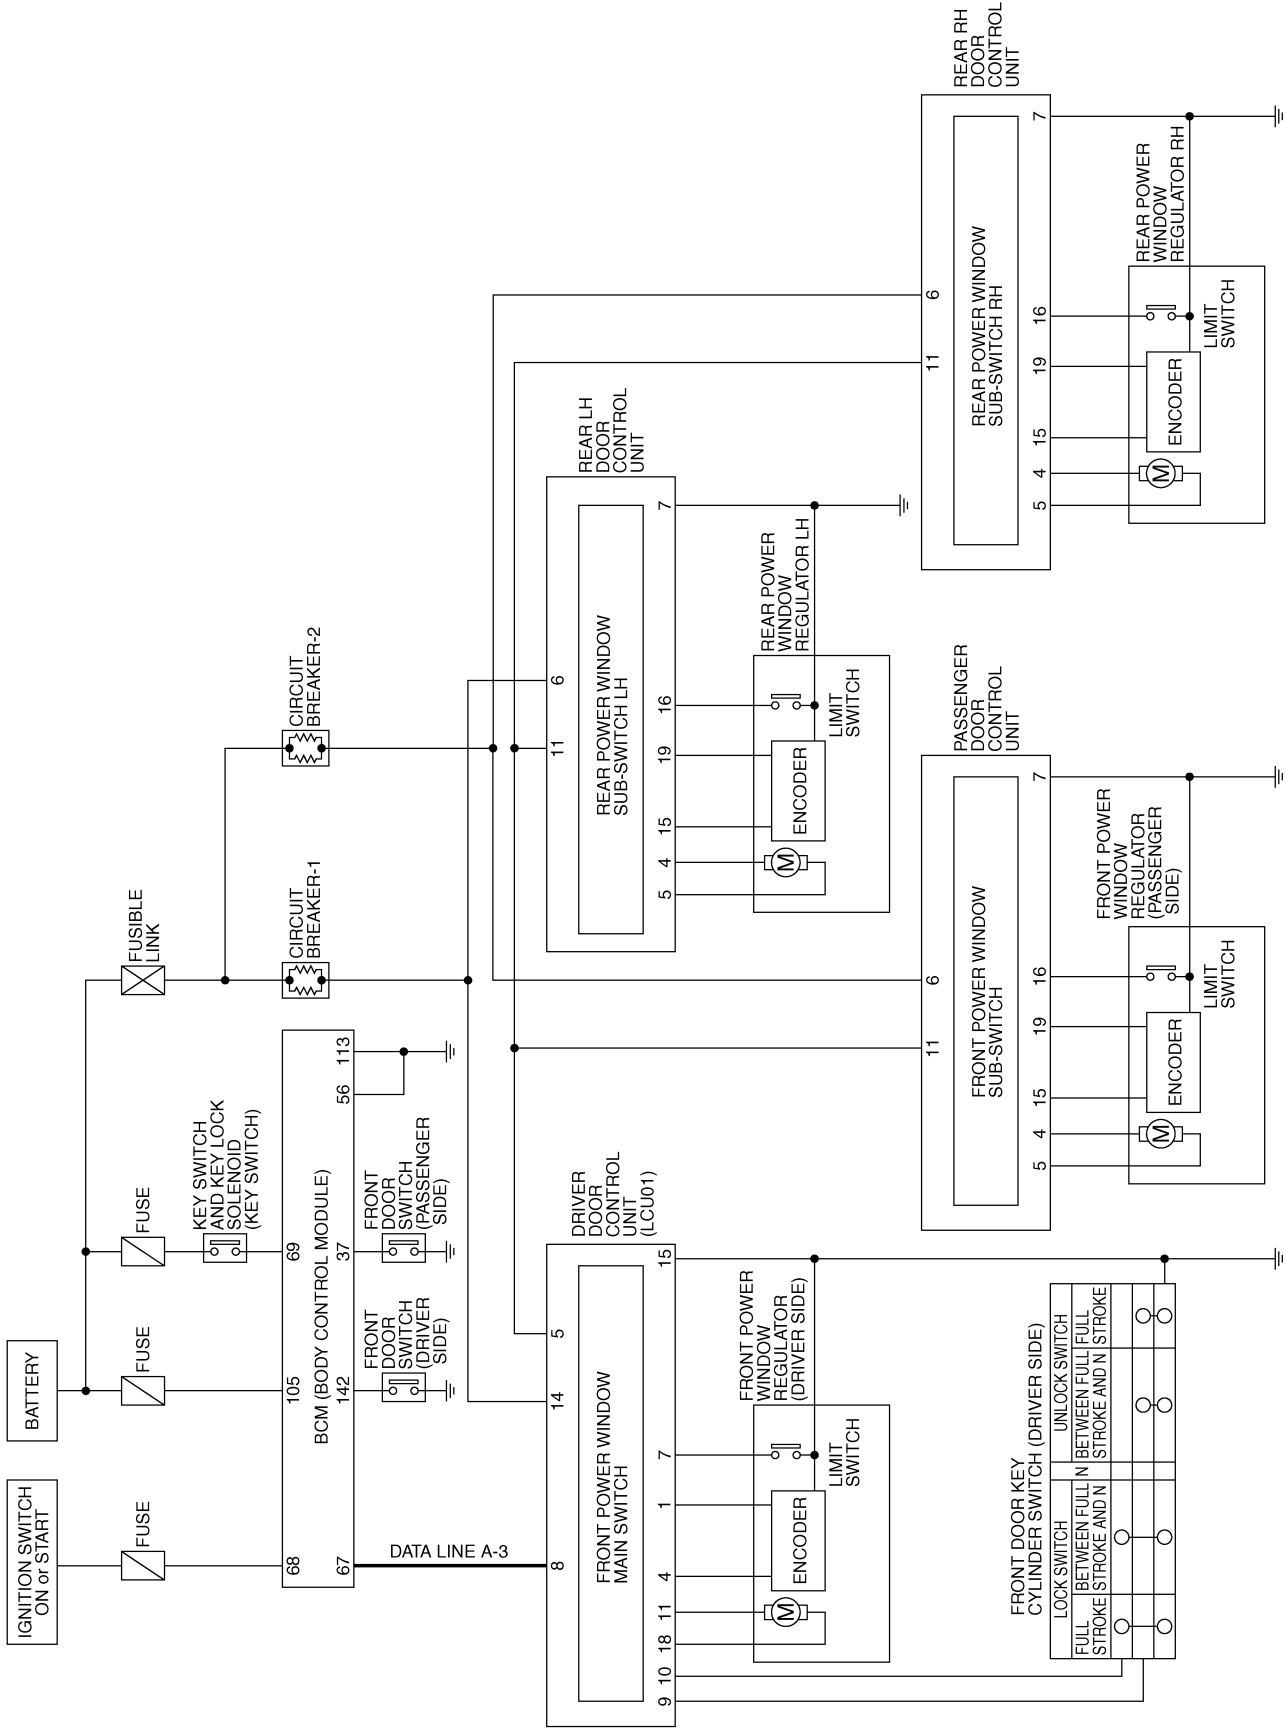 IGNITION SWITCH
ON or START
BATTERY
FUSE
FUSE
FUSE
FUSIBLE
LINK
KEY SWITCH
AND KEY LOCK
SOLENOID
(KEY SWITCH)
CIRCUIT
BREAKER-1
CIRCUIT
BREAKER-2
68
105
69
BCM (BODY CONTROL MODULE)
67
142
37
56
113
FRONT
DOOR
SWITCH
(DRIVER
SIDE)
FRONT
DOOR
SWITCH
(PASSENGER
SIDE)
DATA LINE A-3
DRIVER
DOOR
CONTROL
UNIT
(LCU01)
8
14
5
FRONT POWER WINDOW
MAIN SWITCH
9
10
18
11
4
1
7
15
FRONT POWER
WINDOW
REGULATOR
(DRIVER SIDE)
M
ENCODER
LIMIT
SWITCH
REAR LH
DOOR
CONTROL
UNIT
11
6
REAR POWER WINDOW
SUB-SWITCH LH
5
4
15
19
16
7
REAR POWER
WINDOW
REGULATOR LH
M
ENCODER
LIMIT
SWITCH
PASSENGER
DOOR
CONTROL
UNIT
11
6
FRONT POWER WINDOW
SUB-SWITCH
5
4
15
19
16
7
FRONT POWER
WINDOW
REGULATOR
(PASSENGER
SIDE)
M
ENCODER
LIMIT
SWITCH
REAR RH
DOOR
CONTROL
UNIT
11
6
REAR POWER WINDOW
SUB-SWITCH RH
5
4
15
19
16
7
REAR POWER
WINDOW
REGULATOR RH
M
ENCODER
LIMIT
SWITCH
FRONT DOOR KEY
CYLINDER SWITCH (DRIVER SIDE)
LOCK SWITCH
N
UNLOCK SWITCH
FULL
STROKE
BETWEEN FULL
STROKE AND N
BETWEEN FULL
STROKE AND N
FULL
STROKE